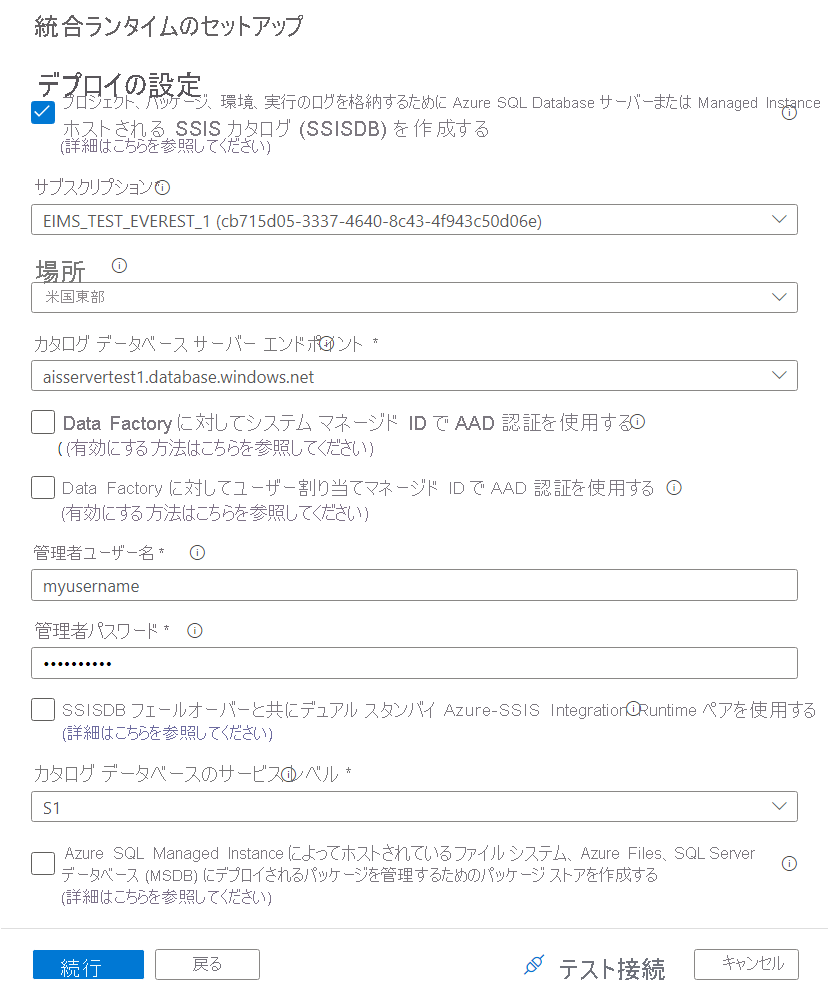 統合ランタイムのセットアップ
デプロイの設定
プロジェクト、パッケージ、環境、実行のログを格納するために Azure SQL Database サーバーまたは Managed Instance
ホストされる SSIS カタログ (SSISDB) を作成する
(詳細はこちらを参照してください)
サブスクリプション*
EIMS_TEST_EVEREST_1 (cb715d05-3337-4640-8c43-4f943c50d06e)
場所
米国東部
カタログ データベース サーバー エンドポイント *
aisservertest1.database.windows.net
Data Factory に対してシステム マネージド ID で AAD 認証を使用する
((有効にする方法はこちらを参照してください)
Data Factory に対してユーザー割り当てマネージド ID で AAD 認証を使用する
(有効にする方法はこちらを参照してください)
管理者ユーザー名 *
myusername
管理者パスワード *
••••••••••
SSISDB フェールオーバーと共にデュアル スタンバイ Azure-SSIS Integration Runtime ペアを使用する
(詳細はこちらを参照してください)
カタログ データベースのサービス レベル *
S1
Azure SQL Managed Instance によってホストされているファイル システム、Azure Files、SQL Server
データベース (MSDB) にデプロイされるパッケージを管理するためのパッケージ ストアを作成する
(詳細はこちらを参照してください)
続行
戻る
テスト接続
キャンセル